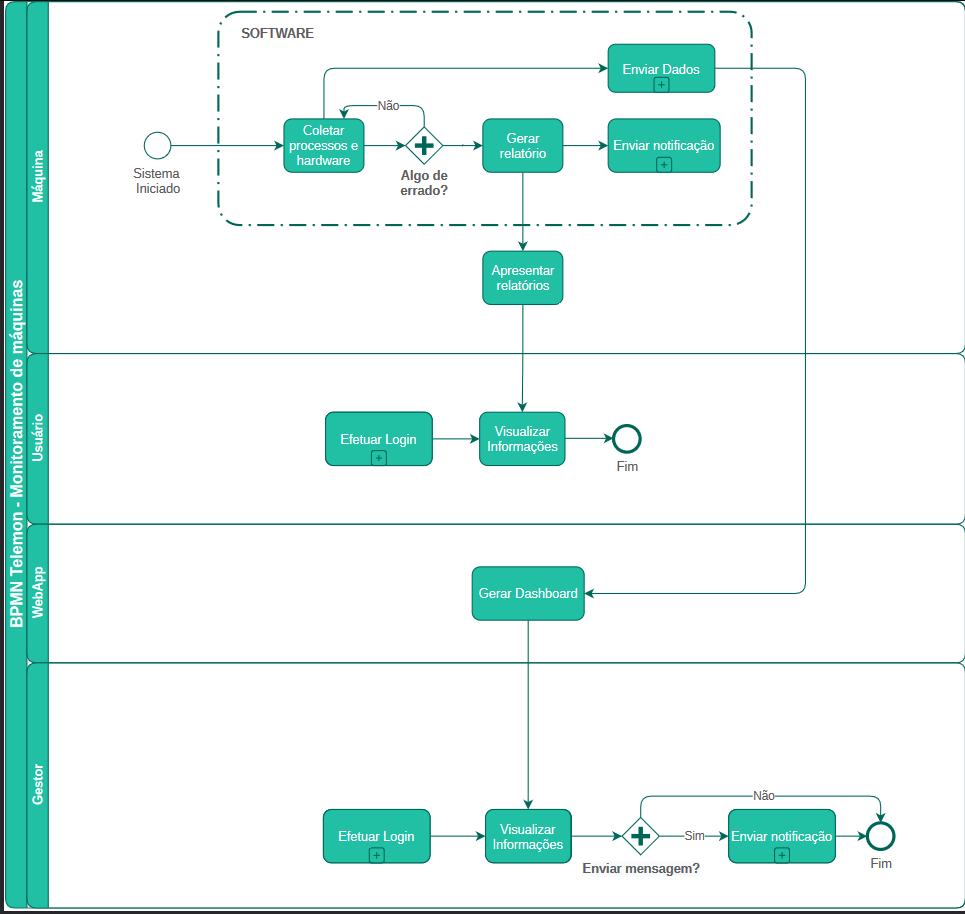 BPMN Telemon - Monitoramento de máquinas
Máquina
SOFTWARE
Enviar Dados
Não
Coletar
processos e
hardware
Gerar
relatório
Enviar notificação
Sistema
Iniciado
Algo de
errado?
Apresentar
relatórios
Usuário
Efetuar Login
Visualizar
Informações
Fim
WebApp
Gerar Dashboard
Gestor
Não
Efetuar Login
Visualizar
Informações
Sim
Enviar notificação
Enviar mensagem?
Fim